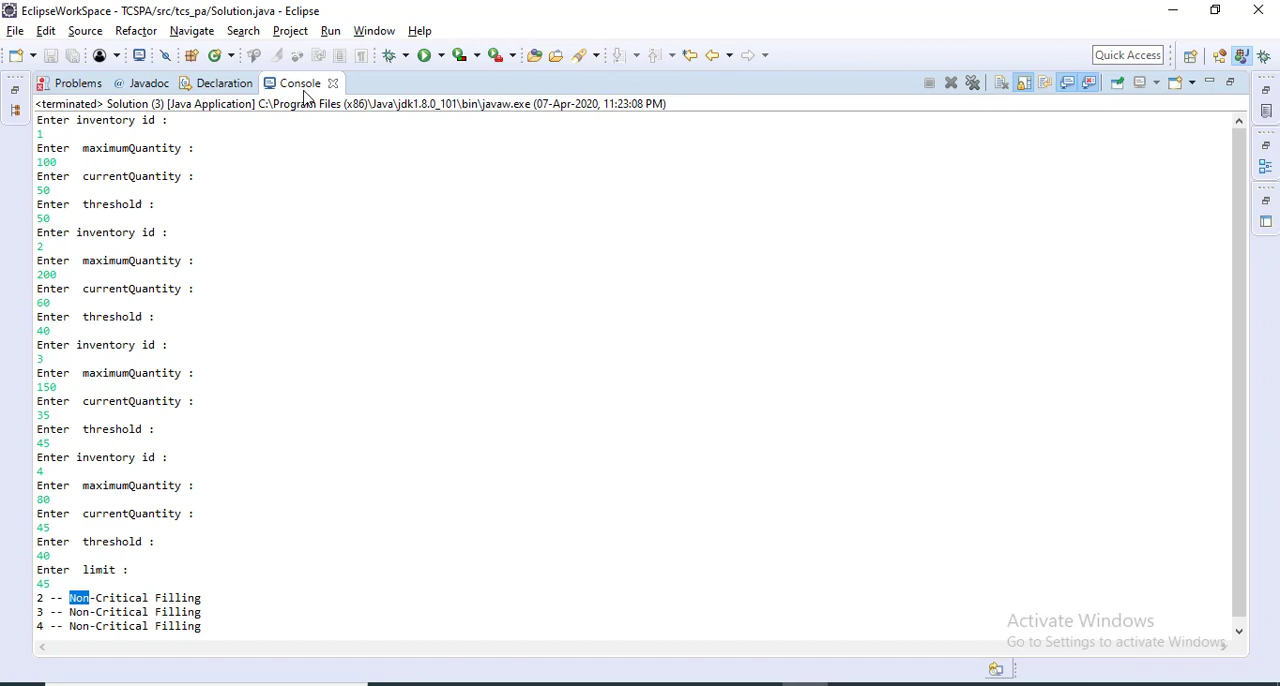 EclipseWorkSpace - TCSPA/src/tcs_pa/Solution.java - Eclipse
File Edit Source Refactor Navigate Search Project Run Window Help
Quick Access
Problems @ Javadoc Declaration Console
<terminated> Solution (3) [Java Application] C:\Program Files (x86)\Java\jdk1.8.0_101\bin\javaw.exe (07-Apr-2020, 11:23:08 PM)
Enter inventory id :
1
Enter  maximumQuantity :
100
Enter  currentQuantity :
50
Enter  threshold :
50
Enter inventory id :
2
Enter  maximumQuantity :
200
Enter  currentQuantity :
60
Enter  threshold :
40
Enter inventory id :
3
Enter  maximumQuantity :
150
Enter  currentQuantity :
35
Enter  threshold :
45
Enter inventory id :
4
Enter  maximumQuantity :
80
Enter  currentQuantity :
45
Enter  threshold :
40
Enter  limit :
45
2 -- Non-Critical Filling
3 -- Non-Critical Filling
4 -- Non-Critical Filling
Activate Windows
Go to Settings to activate Windows.